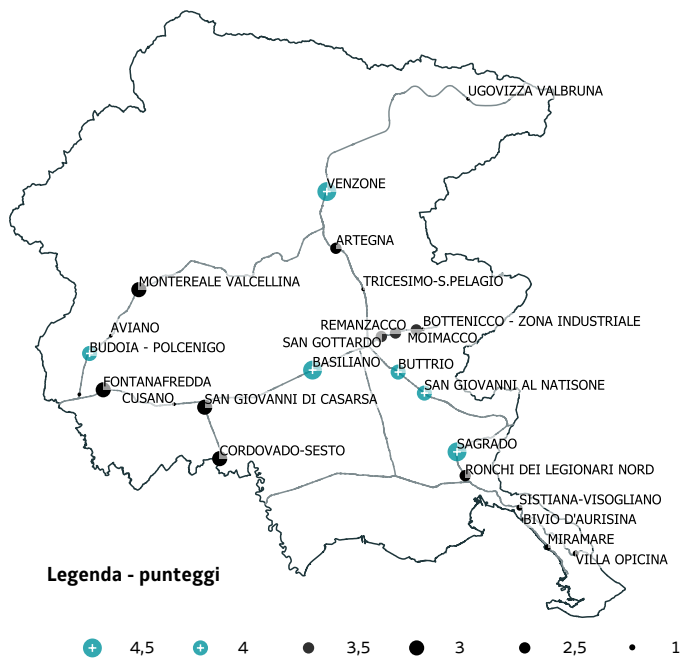 UGOVIZZA VALBRUNA
VENZONE
ARTEGNA
MONTEREALE VALCELLINA
TRICESIMO-S.PELAGIO
BOTTENICCO - ZONA INDUSTRIALE
REMANZACCO
AVIANO
MOIMACCO
SAN GOTTARDO
BUDOIA - POLCENIGO
BASILIANO
BUTTRIO
FONTANAFREDDA
SAN GIOVANNI AL NATISONE
CUSANO
SAN GIOVANNI DI CASARSA
SAGRADO
CORDOVADO-SESTO
RONCHI DEI LEGIONARI NORD
SISTIANA-VISOGLIANO
BIVIO D'AURISINA
MIRAMARE
VILLA OPICINA
Legenda - punteggi
4,5 4 3,5 3 2,5 1